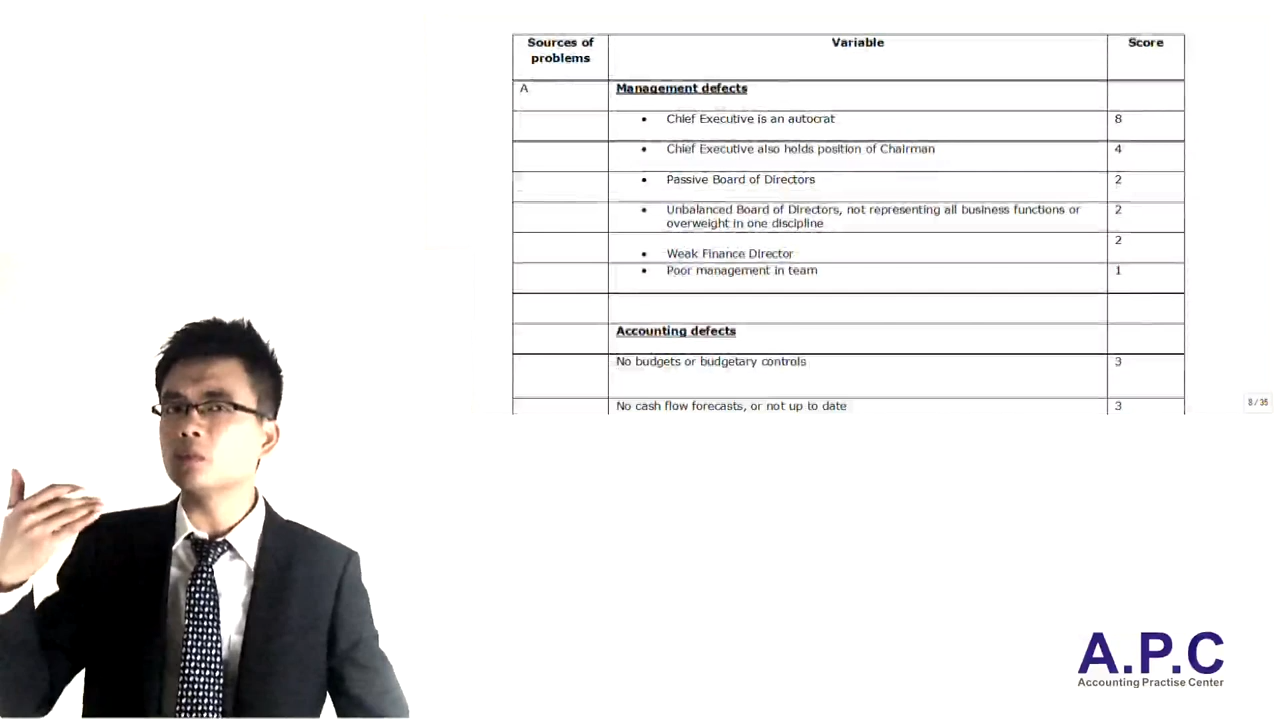 Sources of problems
Variable
Score
A
Management defects
• Chief Executive is an autocrat
8
• Chief Executive also holds position of Chairman
4
• Passive Board of Directors
2
• Unbalanced Board of Directors, not representing all business functions or
overweight in one discipline
2
• Weak Finance Director
2
• Poor management in team
1
Accounting defects
No budgets or budgetary controls
3
No cash flow forecasts, or not up to date
3
8 / 35
A.P.C
Accounting Practise Center